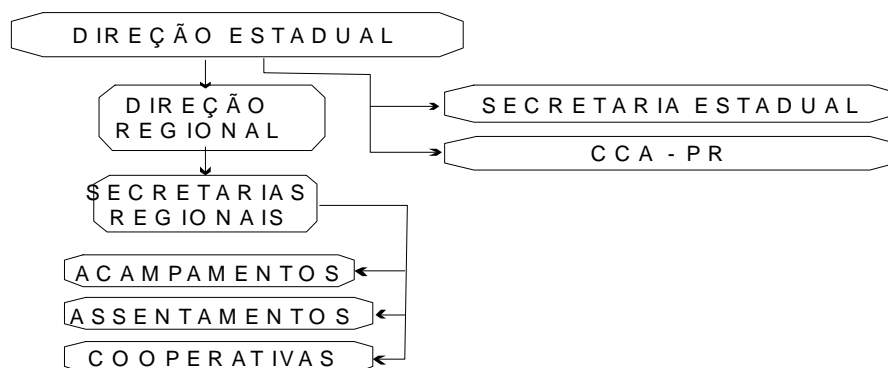 DIREÇÃO ESTADUAL
DIREÇÃO
REGIONAL
SECRETARIA ESTADUAL
CCA - PR
SECRETARIAS
REGIONAIS
ACAMPAMENTOS
ASSENTAMENTOS
COOPERATIVAS